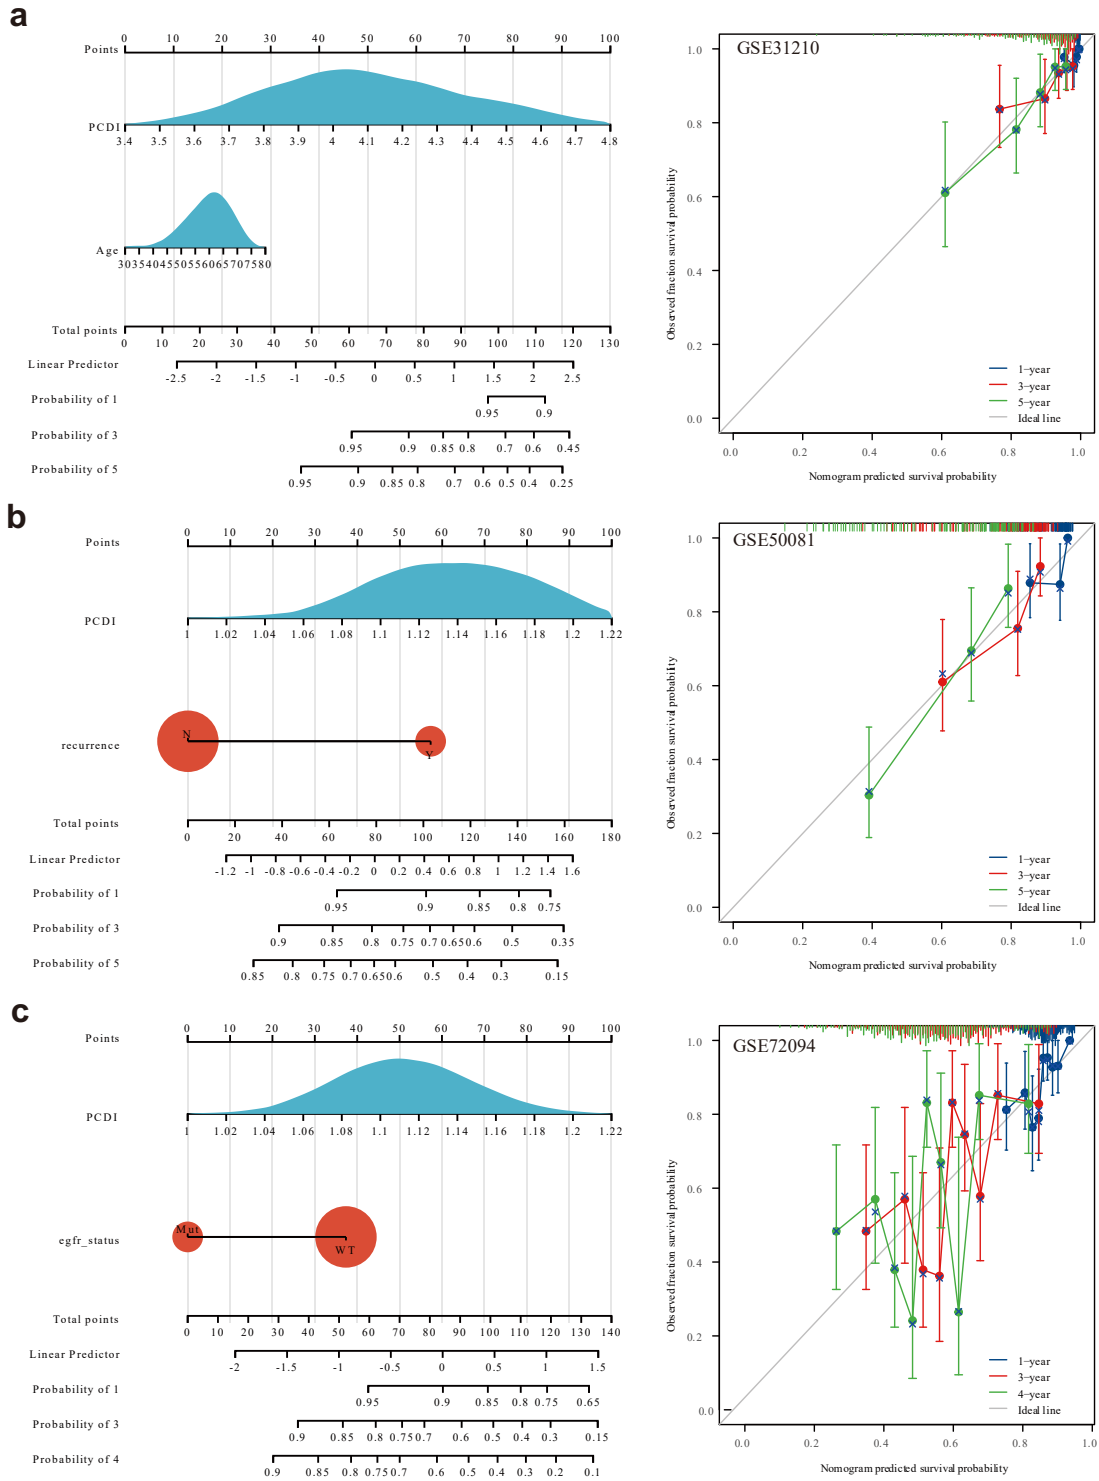 a
Points
0 10 20 30 40 50 60 70 80 90 100
PCDI
3.4 3.5 3.6 3.7 3.8 3.9 4 4.1 4.2 4.3 4.4 4.5 4.6 4.7 4.8
Age
30 35 40 45 50 55 60 65 70 75 80
Total points
0 10 20 30 40 50 60 70 80 90 100 110 120 130
Linear Predictor
-2.5 -2 -1.5 -1 -0.5 0 0.5 1 1.5 2 2.5
Probability of 1
0.95 0.9
Probability of 3
0.95 0.9 0.85 0.8 0.7 0.6 0.45
Probability of 5
0.95 0.9 0.85 0.8 0.7 0.6 0.5 0.4 0.25
GSE31210
Observed fraction survival probability
1.0
0.8
0.6
0.4
0.2
0.0
1-year
3-year
5-year
Ideal line
0.0 0.2 0.4 0.6 0.8 1.0
Nomogram predicted survival probability
b
Points
0 10 20 30 40 50 60 70 80 90 100
PCDI
1 1.02 1.04 1.06 1.08 1.1 1.12 1.14 1.16 1.18 1.2 1.22
recurrence
N
Y
Total points
0 20 40 60 80 100 120 140 160 180
Linear Predictor
-1.2 -1 -0.8 -0.6 -0.4 -0.2 0 0.2 0.4 0.6 0.8 1 1.2 1.4 1.6
Probability of 1
0.95 0.9 0.85 0.8 0.75
Probability of 3
0.9 0.85 0.8 0.75 0.7 0.65 0.6 0.5 0.35
Probability of 5
0.85 0.8 0.75 0.7 0.65 0.6 0.5 0.4 0.3 0.15
GSE50081
Observed fraction survival probability
1.0
0.8
0.6
0.4
0.2
0.0
1-year
3-year
5-year
Ideal line
0.0 0.2 0.4 0.6 0.8 1.0
Nomogram predicted survival probability
c
Points
0 10 20 30 40 50 60 70 80 90 100
PCDI
1 1.02 1.04 1.06 1.08 1.1 1.12 1.14 1.16 1.18 1.2 1.22
egfr_status
Mut
WT
Total points
0 10 20 30 40 50 60 70 80 90 100 110 120 130 140
Linear Predictor
-2 -1.5 -1 -0.5 0 0.5 1 1.5
Probability of 1
0.95 0.9 0.85 0.8 0.75 0.65
Probability of 3
0.9 0.85 0.8 0.75 0.7 0.6 0.5 0.4 0.3 0.15
Probability of 4
0.9 0.85 0.8 0.75 0.7 0.6 0.5 0.4 0.3 0.2 0.1
GSE72094
Observed fraction survival probability
1.0
0.8
0.6
0.4
0.2
0.0
1-year
3-year
4-year
Ideal line
0.0 0.2 0.4 0.6 0.8 1.0
Nomogram predicted survival probability